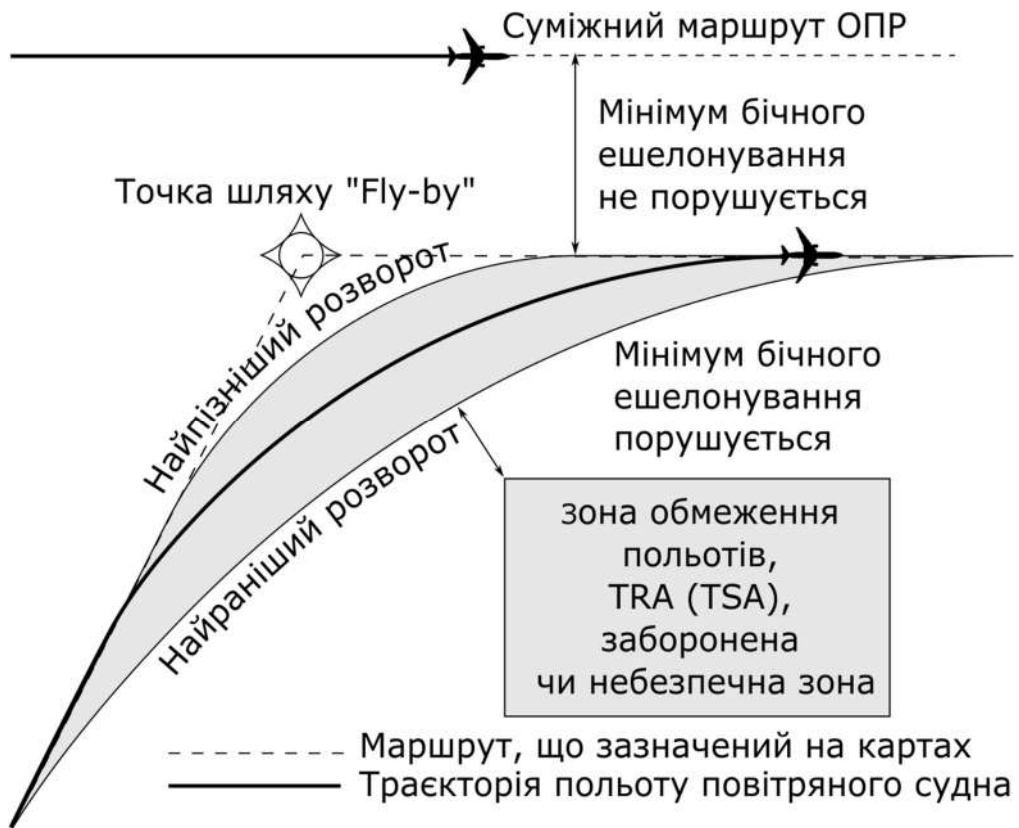 Суміжний маршрут ОПР
Мінімум бічного
ешелонування
не порушується
Точка шляху "Fly-by"
Найпізніший розворот
Найраніший розворот
Мінімум бічного
ешелонування
порушується
Зона обмеження
польотів,
TRA (TSA),
заборонена
чи небезпечна зона
Маршрут, що зазначений на картах
Траєкторія польоту повітряного судна